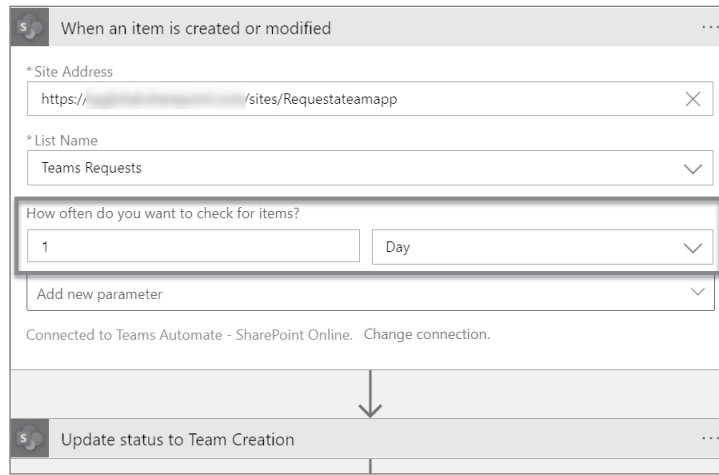 When an item is created or modified
* Site Address
https:// /sites/Requestateamapp
* List Name
Teams Requests
How often do you want to check for items?
1 Day
Add new parameter
Connected to Teams Automate - SharePoint Online. Change connection.
Update status to Team Creation